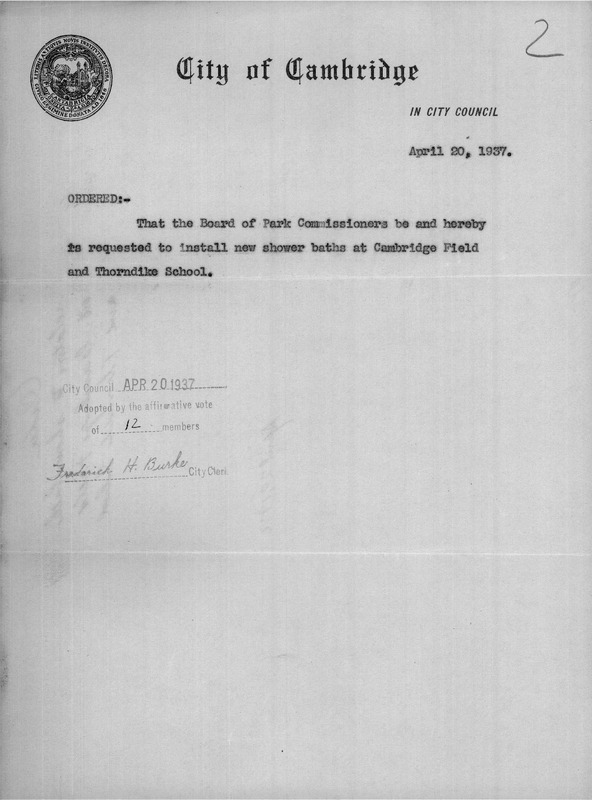 2
City of Cambridge
IN CITY COUNCIL
April 20, 1937.
ORDERED:-
That the Board of Park Commissioners be and hereby
is requested to install new shower baths at Cambridge Field
and Thorndike School.
City Council APR 20 1937
Adopted by the affirmative vote
of 12 members
Frederick H. Burke City Clerk